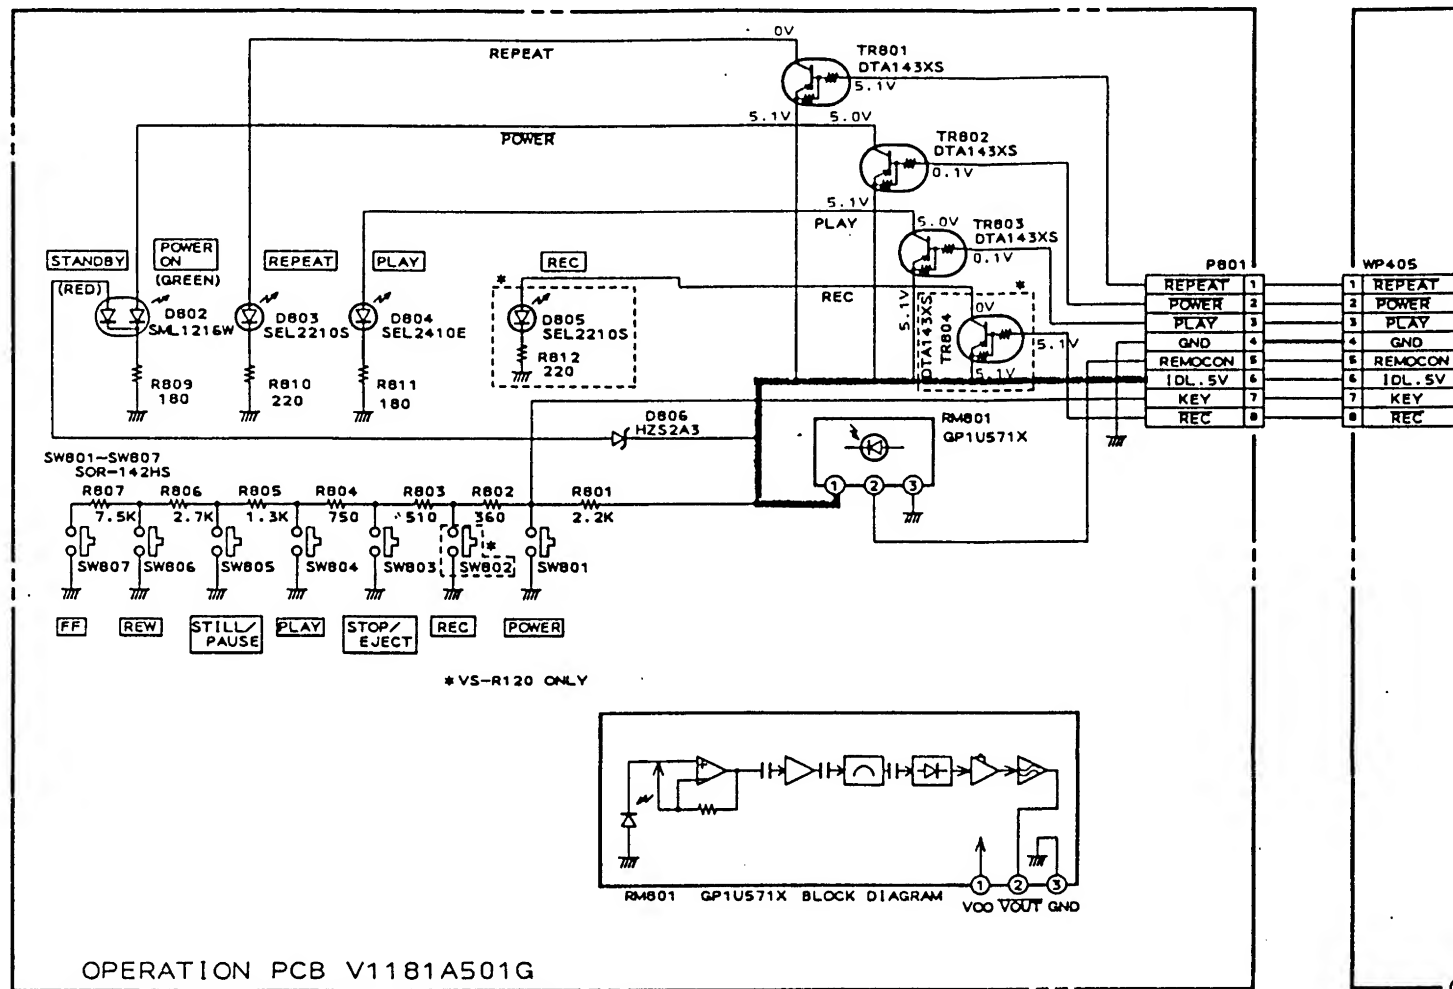 0V
REPEAT
TR801
DTA143XS
5.1V
5.1V
5.0V
POWER
TR802
DTA143XS
0.1V
5.1V
PLAY
5.0V
TR803
DTA143XS
0.1V
STANDBY
(RED)
POWER
ON
(GREEN)
REPEAT
PLAY
*
REC
REC
5.1V
0V
*
DTA143XS
TR804
5.1V
5.1V
D802
SML1216W
D803
SEL2210S
D804
SEL2410E
D805
SEL2210S
R812
220
R809
180
R810
220
R811
180
P801
REPEAT 1
POWER 2
PLAY 3
GND 4
REMOCON 5
IDL.5V 6
KEY 7
REC 8
WP405
1 REPEAT
2 POWER
3 PLAY
4 GND
5 REMOCON
6 IDL.5V
7 KEY
8 REC
D806
HZS2A3
RM801
GP1U571X
1 2 3
SW801~SW807
SOR-142HS
R807 R806 R805 R804 R803 R802 R801
7.5K 2.7K 1.3K 750 510 360 2.2K
*
SW807 SW806 SW805 SW804 SW803 SW802 SW801
FF
REW
STILL/
PAUSE
PLAY
STOP/
EJECT
REC
POWER
*VS-R120 ONLY
+
-
1 2 3
RM801 GP1U571X BLOCK DIAGRAM
VOO VOUT GND
OPERATION PCB V1181A501G